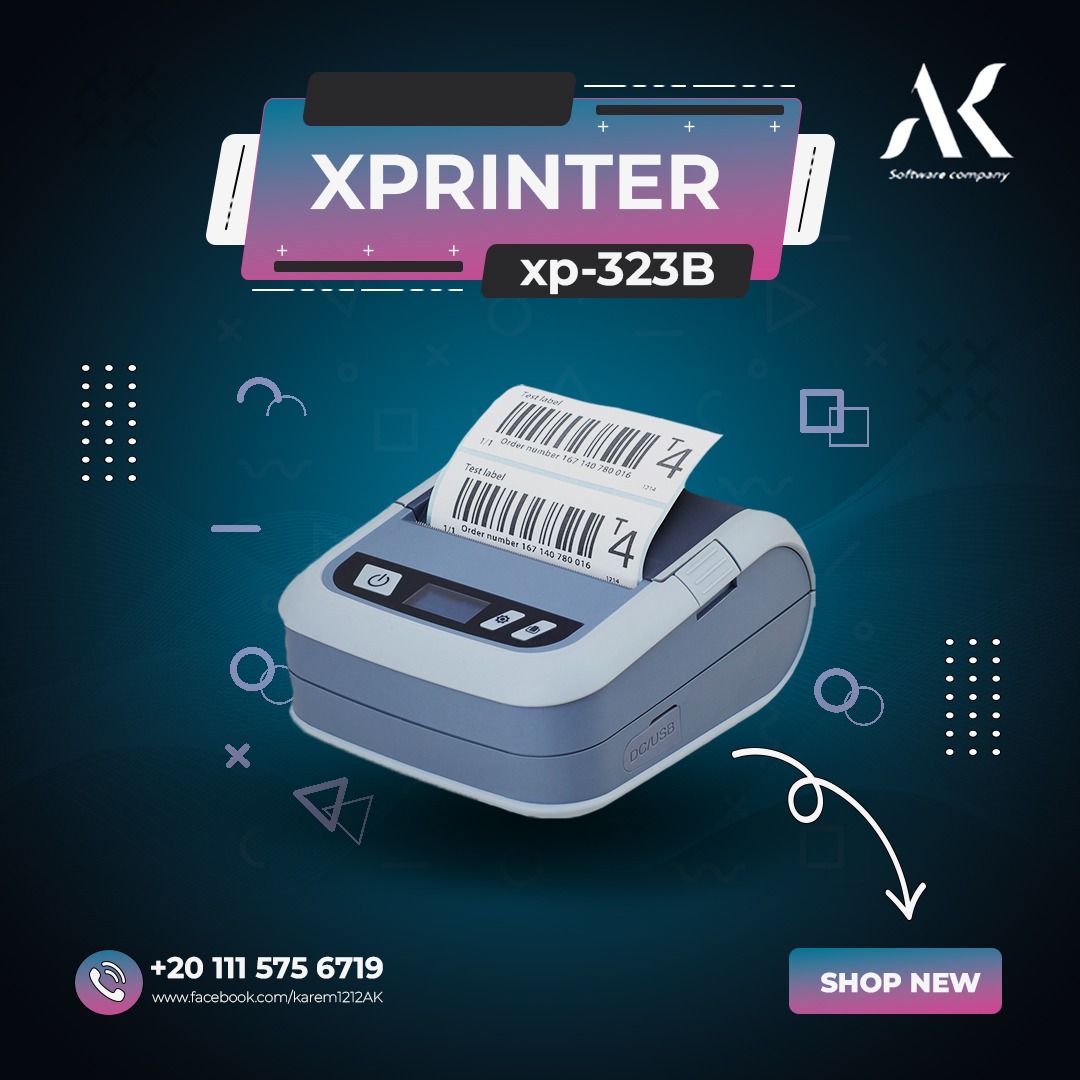 AK
Software company
XPRINTER
xp-323B
Test label
T
4
1/1 Order number 167 140 780 016
1214
Test label
T
4
1/1 Order number 167 140 780 016
1214
DC/USB
+20 111 575 6719
www.facebook.com/karem1212AK
SHOP NEW